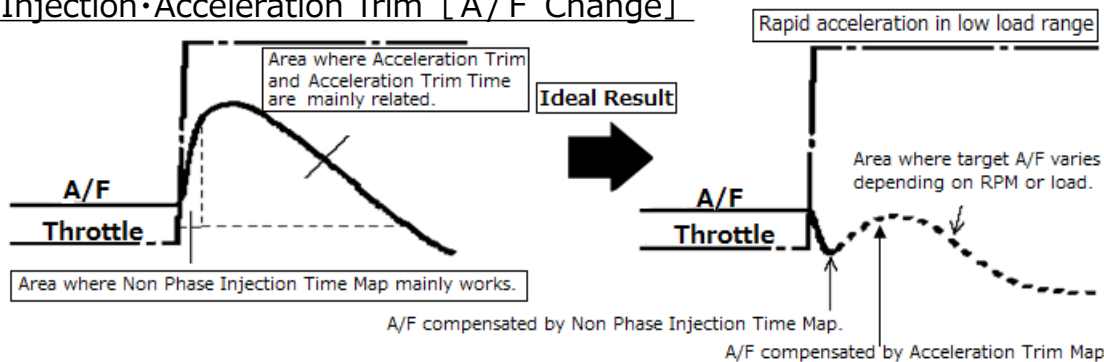 Injection・Acceleration Trim [A/F Change]
Area where Acceleration Trim
and Acceleration Trim Time
are mainly related.
A/F
Throttle
Area where Non Phase Injection Time Map mainly works.
Ideal Result
Rapid acceleration in low load range
Area where target A/F varies
depending on RPM or load.
A/F
Throttle
A/F compensated by Non Phase Injection Time Map.
A/F compensated by Acceleration Trim Map